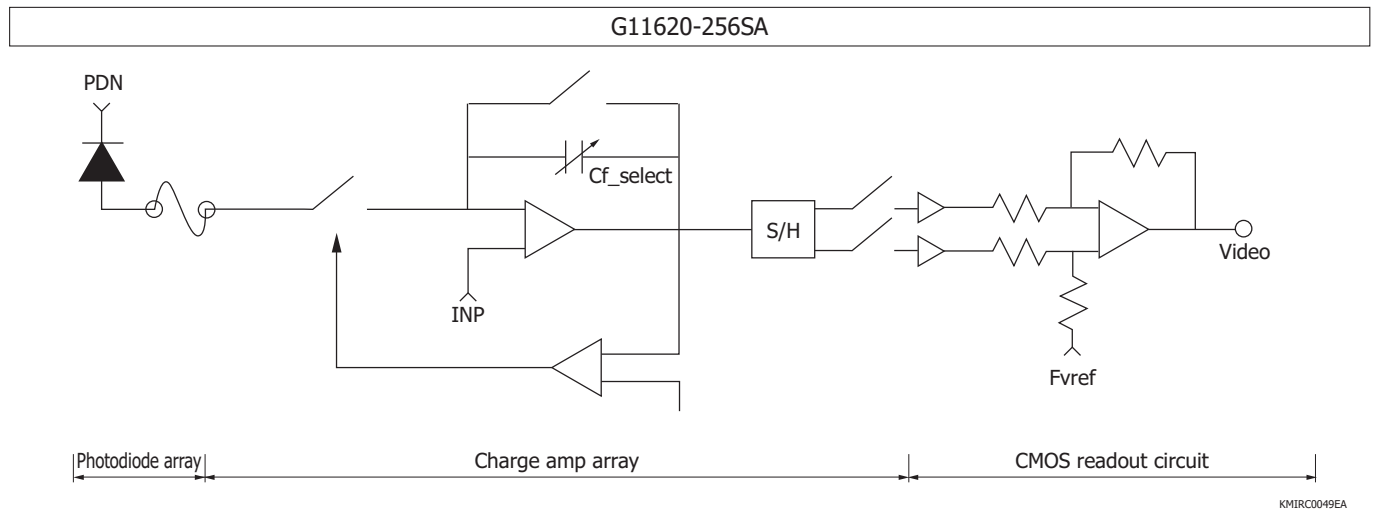 G11620-256SA
PDN
Cf_select
S/H
Video
INP
Fvref
Photodiode array
Charge amp array
CMOS readout circuit
KMIRC0049EA